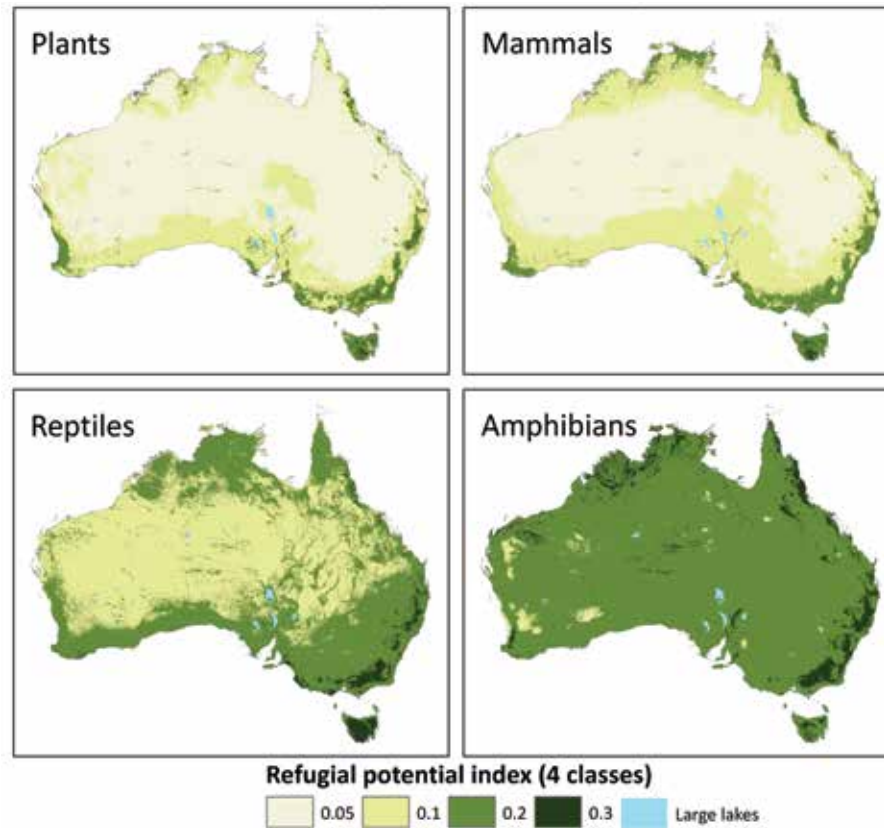 Plants
Mammals
Reptiles
Amphibians
Refugial potential index (4 classes)
0.05 0.1 0.2 0.3 Large lakes